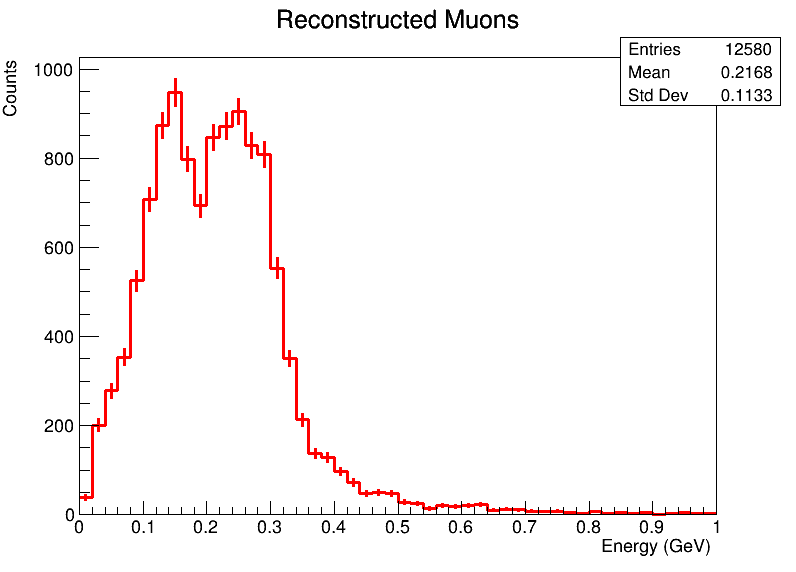 Reconstructed Muons
Entries 12580
Mean 0.2168
Std Dev 0.1133
Counts
1000
800
600
400
200
0
0 0.1 0.2 0.3 0.4 0.5 0.6 0.7 0.8 0.9 1
Energy (GeV)